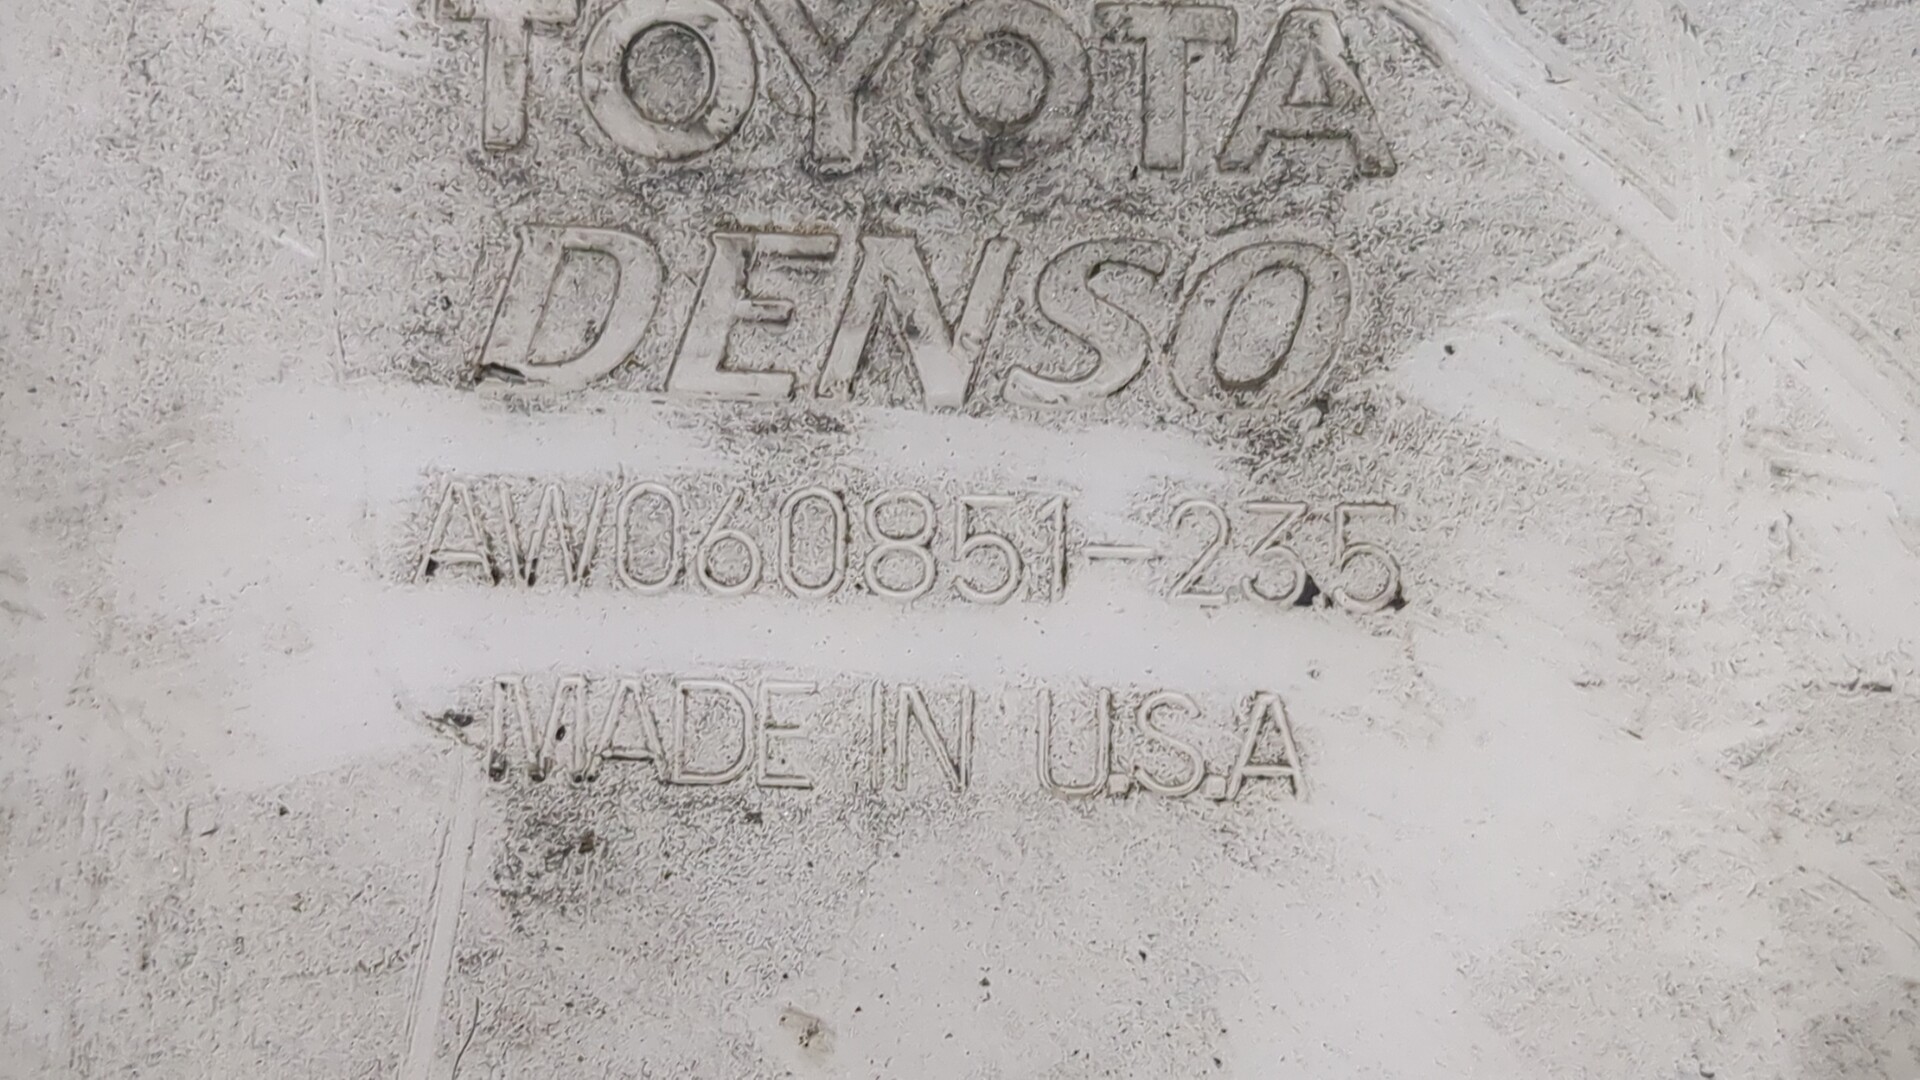 TOYOTA
DENSO
AW060851-235
MADE IN U.S.A